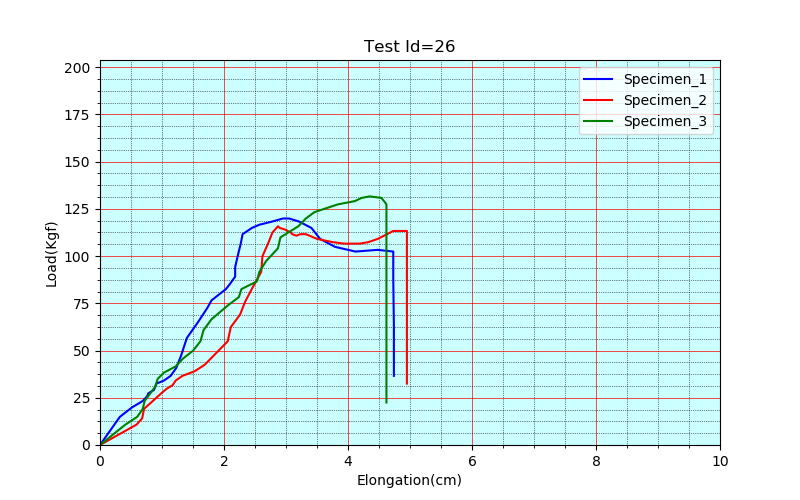 Test Id=26
Specimen_1
Specimen_2
Specimen_3
Load(Kgf)
200
175
150
125
100
75
50
25
0
0 2 4 6 8 10
Elongation(cm)